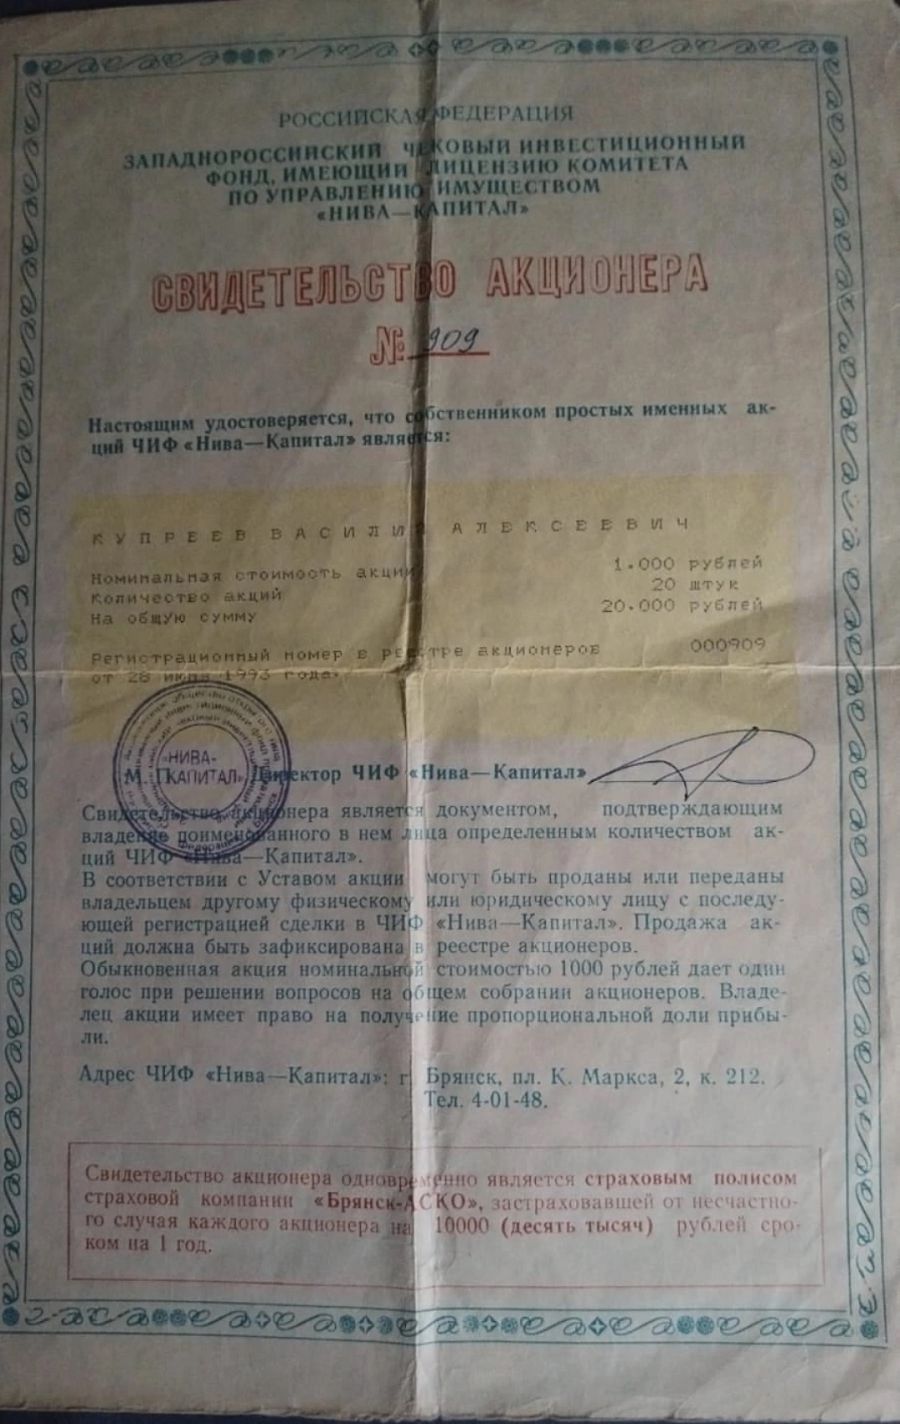 РОССИЙСКАЯ ФЕДЕРАЦИЯ
ЗАПАДНОРОССИЙСКИЙ ЧЕКОВЫЙ ИНВЕСТИЦИОННЫЙ
ФОНД, ИМЕЮЩИЙ ЛИЦЕНЗИЮ КОМИТЕТА
ПО УПРАВЛЕНИЮ ИМУЩЕСТВОМ
«НИВА—КАПИТАЛ»
СВИДЕТЕЛЬСТВО АКЦИОНЕРА
№ 909
Настоящим удостоверяется, что собственником простых именных ак-
ций ЧИФ «Нива—Капитал» является:
КУПРЕЕВ ВАСИЛИЙ АЛЕКСЕЕВИЧ
Номинальная стоимость акции 1.000 рублей
Количество акций 20 штук
На общую сумму 20.000 рублей
Регистрационный номер в реестре акционеров 000909
от 28 июня 1993 года.
«НИВА-
КАПИТАЛ»
М. П. Директор ЧИФ «Нива—Капитал»
Свидетельство акционера является документом, подтверждающим
владение поименованного в нем лица определенным количеством ак-
ций ЧИФ «Нива—Капитал».
В соответствии с Уставом акции могут быть проданы или переданы
владельцем другому физическому или юридическому лицу с последу-
ющей регистрацией сделки в ЧИФ «Нива—Капитал». Продажа ак-
ций должна быть зафиксирована в реестре акционеров.
Обыкновенная акция номинальной стоимостью 1000 рублей дает один
голос при решении вопросов на общем собрании акционеров. Владе-
лец акции имеет право на получение пропорциональной доли прибы-
ли.
Адрес ЧИФ «Нива—Капитал»: г. Брянск, пл. К. Маркса, 2, к. 212.
Тел. 4-01-48.
Свидетельство акционера одновременно является страховым полисом
страховой компании «Брянск-АСКО», застраховавшей от несчастно-
го случая каждого акционера на 10000 (десять тысяч) рублей сро-
ком на 1 год.